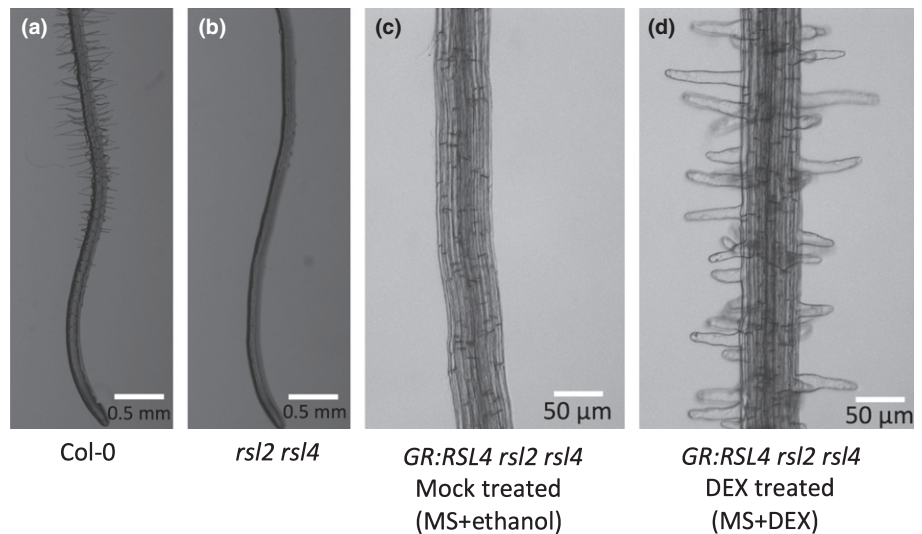 (a)
(b)
(c)
(d)
0.5 mm
0.5 mm
50 µm
50 µm
Col-0
rsl2 rsl4
GR:RSL4 rsl2 rsl4
Mock treated
(MS+ethanol)
GR:RSL4 rsl2 rsl4
DEX treated
(MS+DEX)